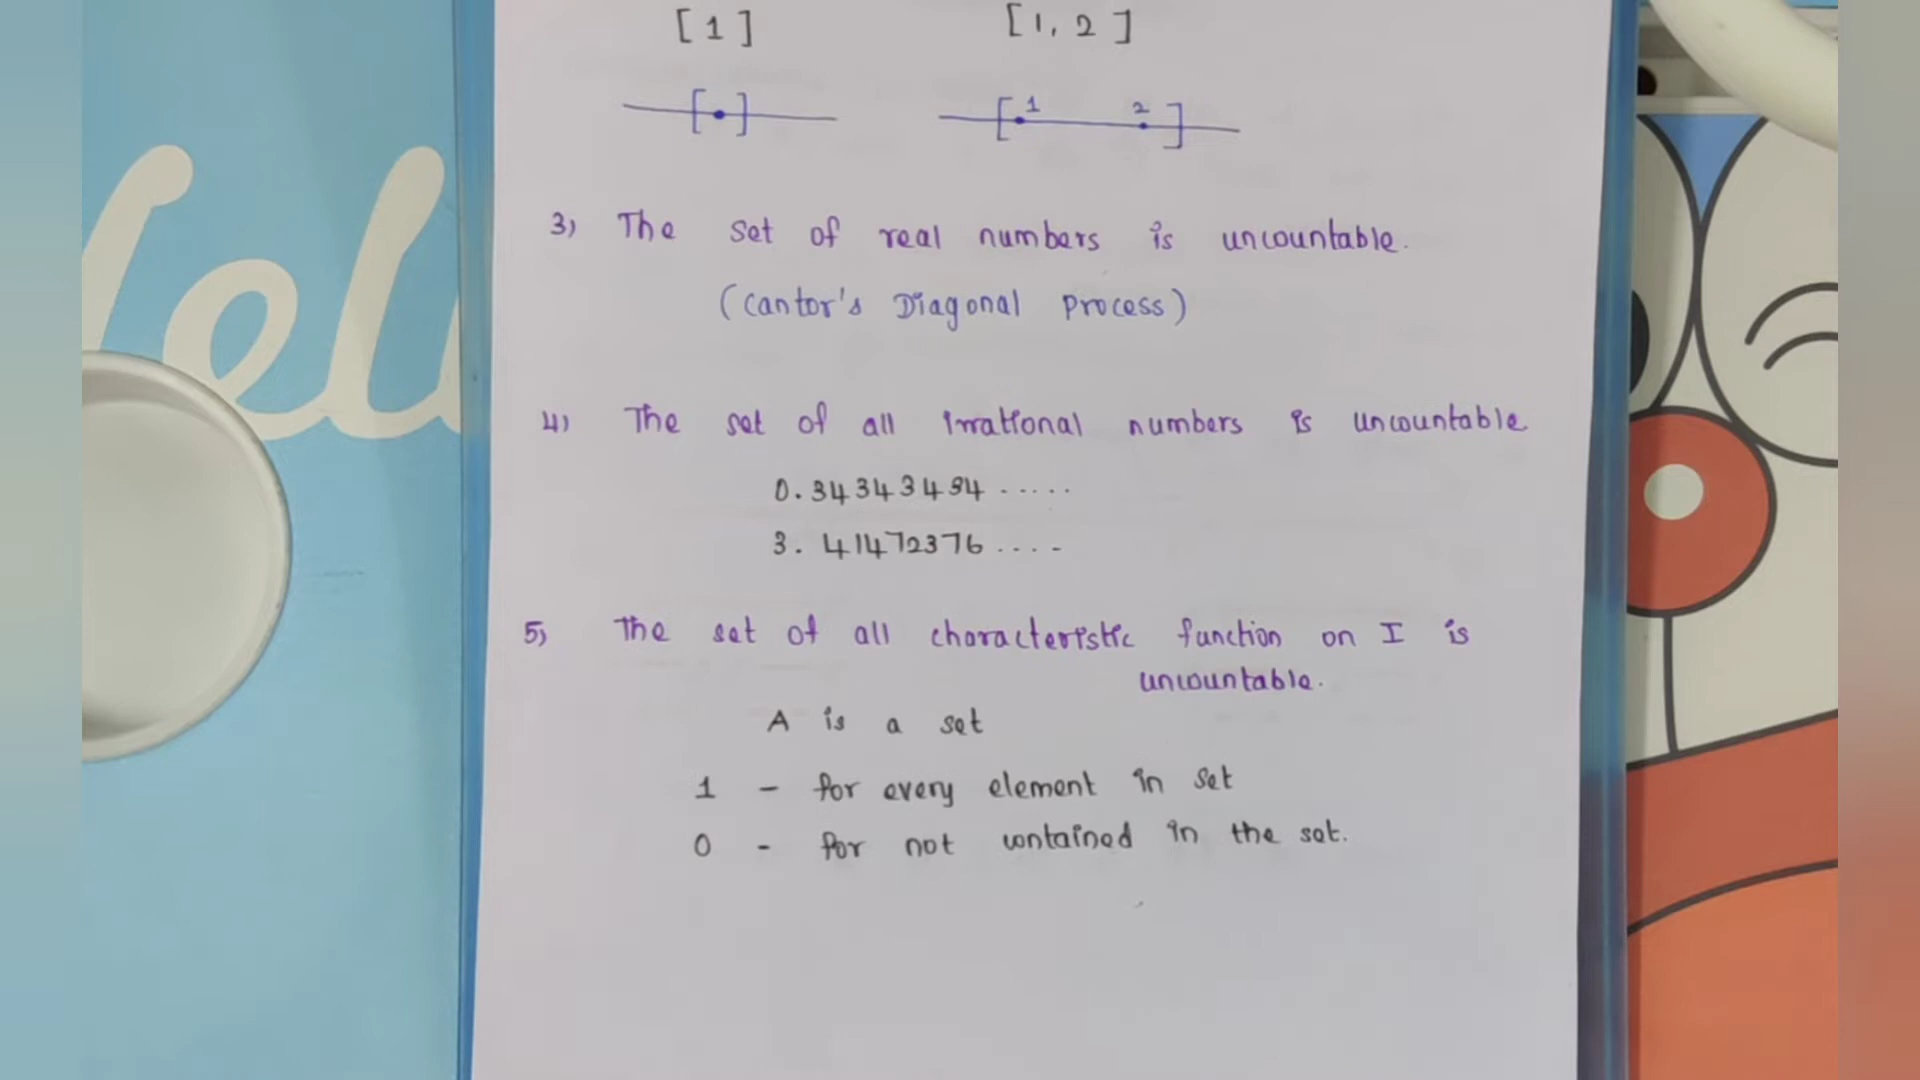 [ 1 ] [ 1, 2 ]
[ • ] [ 1 2 ]
3) The set of real numbers is uncountable.
(Cantor's Diagonal Process)
4) The set of all irrational numbers is uncountable
0.34343434 .....
3. 41472376 ....
5) The set of all characteristic function on I is
uncountable.
A is a set
1 - for every element in set
0 - for not contained in the set.